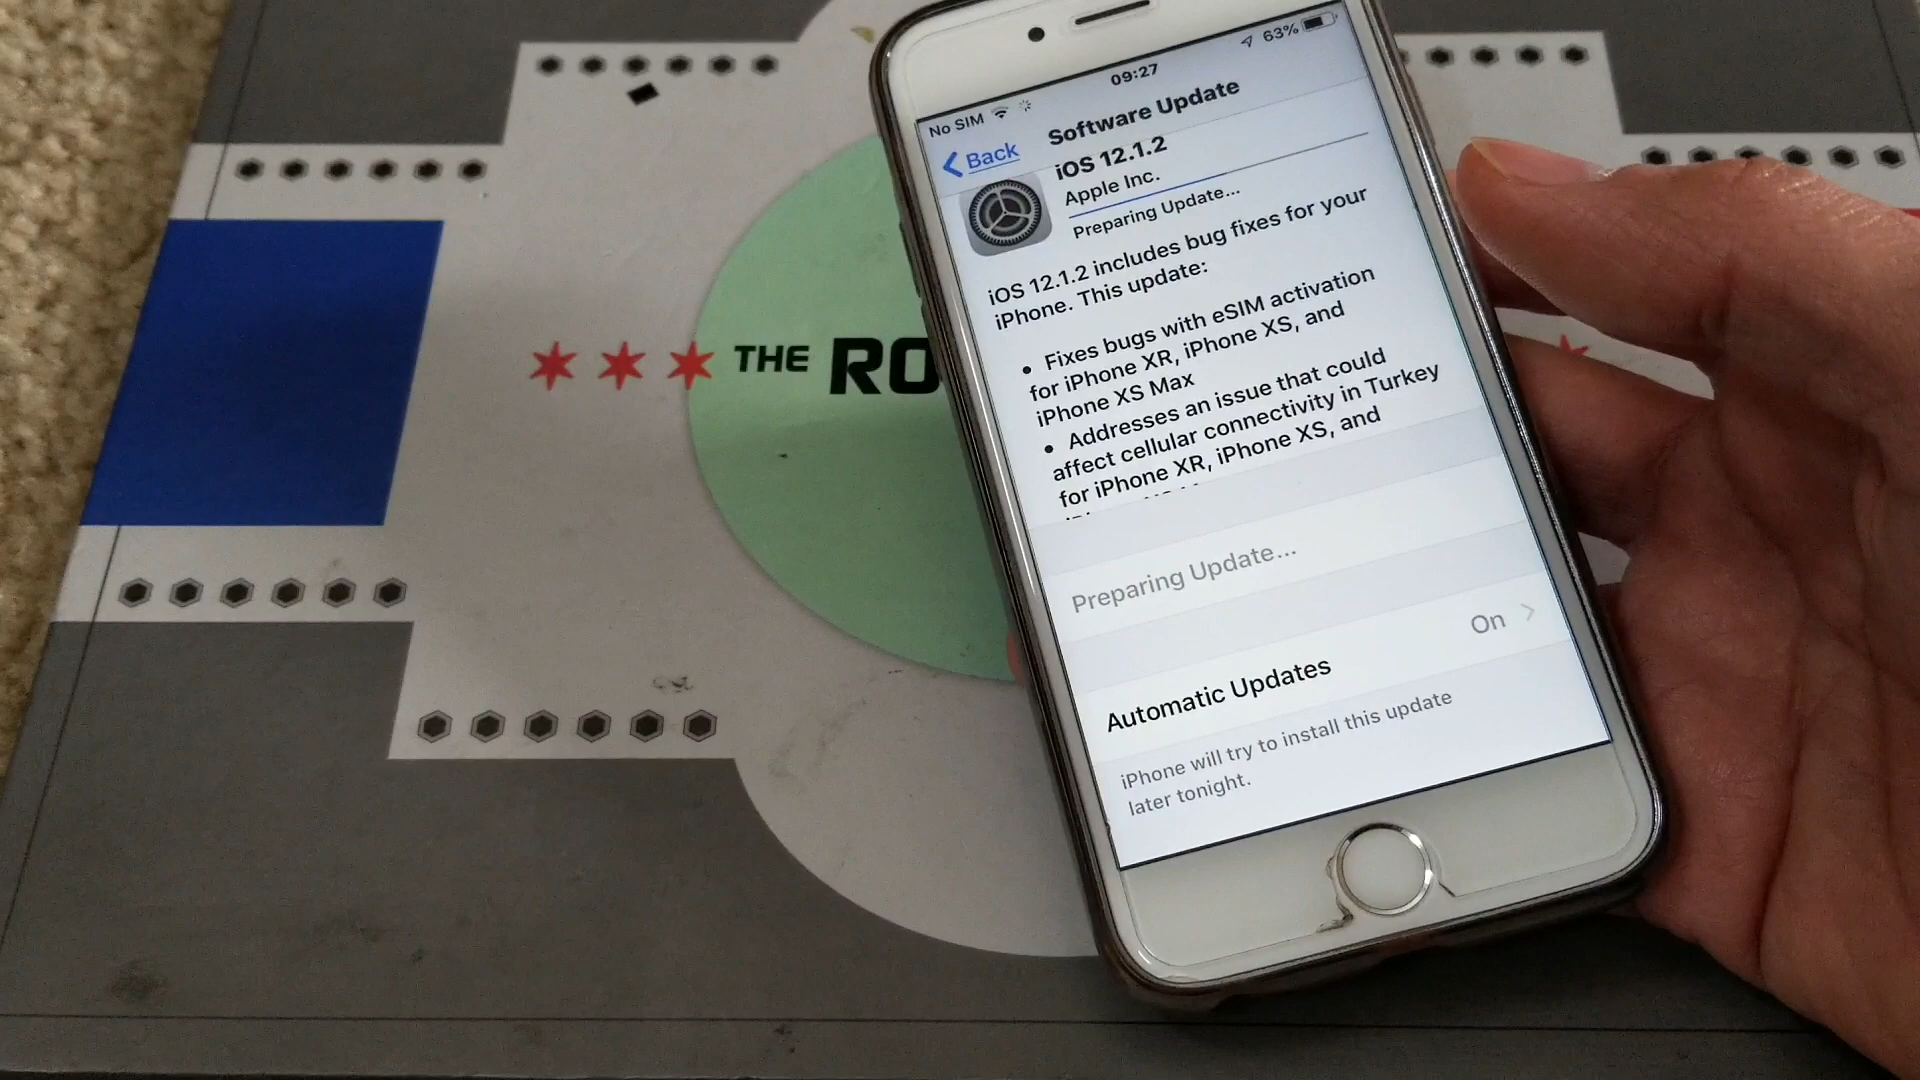 No SIM 09:27 63%
Back Software Update
iOS 12.1.2
Apple Inc.
Preparing Update...
iOS 12.1.2 includes bug fixes for your
iPhone. This update:
• Fixes bugs with eSIM activation
for iPhone XR, iPhone XS, and
iPhone XS Max
• Addresses an issue that could
affect cellular connectivity in Turkey
for iPhone XR, iPhone XS, and
Preparing Update...
Automatic Updates On
iPhone will try to install this update
later tonight.
THE RO